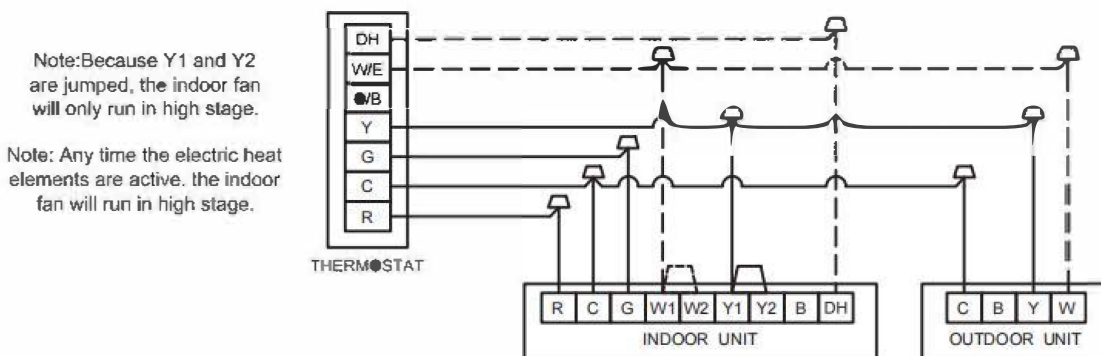 Note:Because Y1 and Y2
are jumped, the indoor fan
will only run in high stage.
Note: Any time the electric heat
elements are active. the indoor
fan will run in high stage.
DH
W/E
●/B
Y
G
C
R
THERM●STAT
R C G W1 W2 Y1 Y2 B DH
INDOOR UNIT
C B Y W
OUTDOOR UNIT